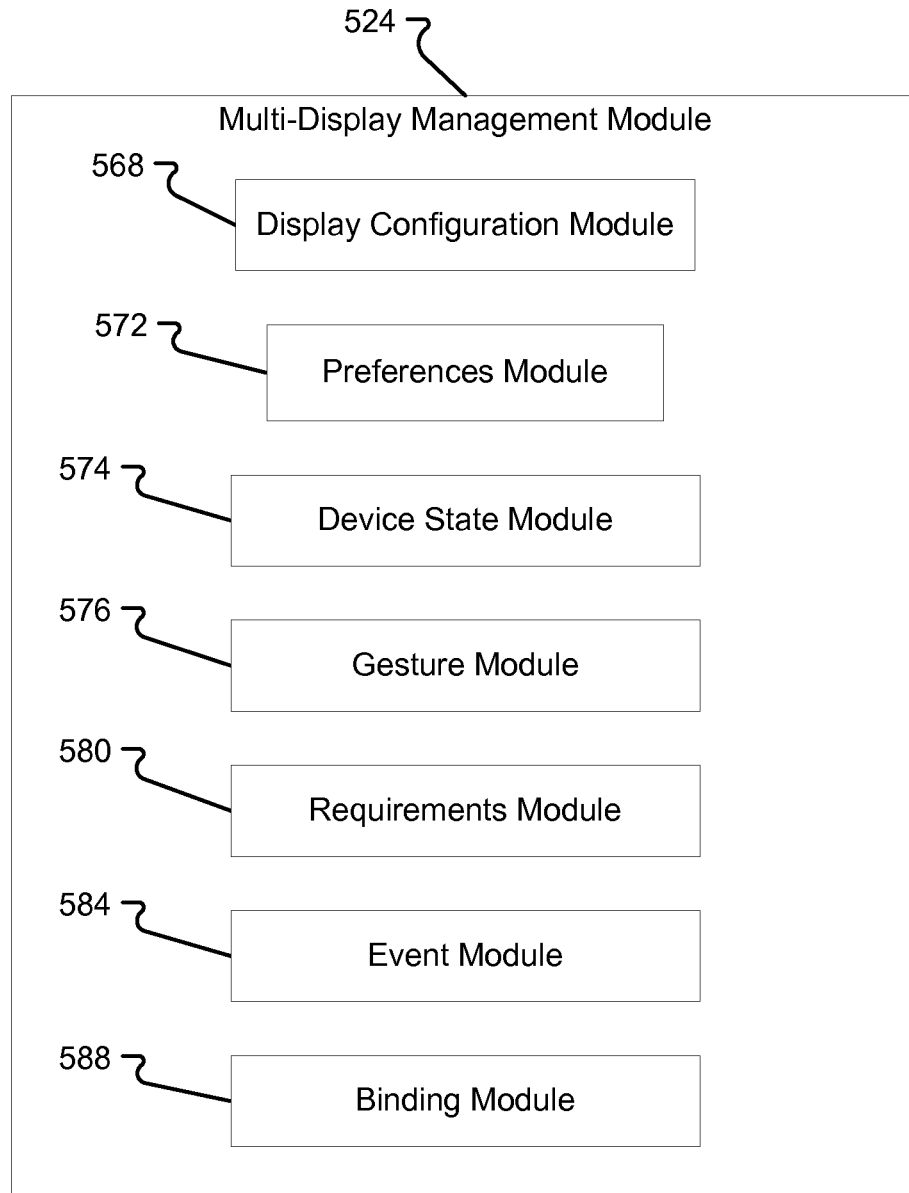 524
Multi-Display Management Module
568
Display Configuration Module
572
Preferences Module
574
Device State Module
576
Gesture Module
580
Requirements Module
584
Event Module
588
Binding Module